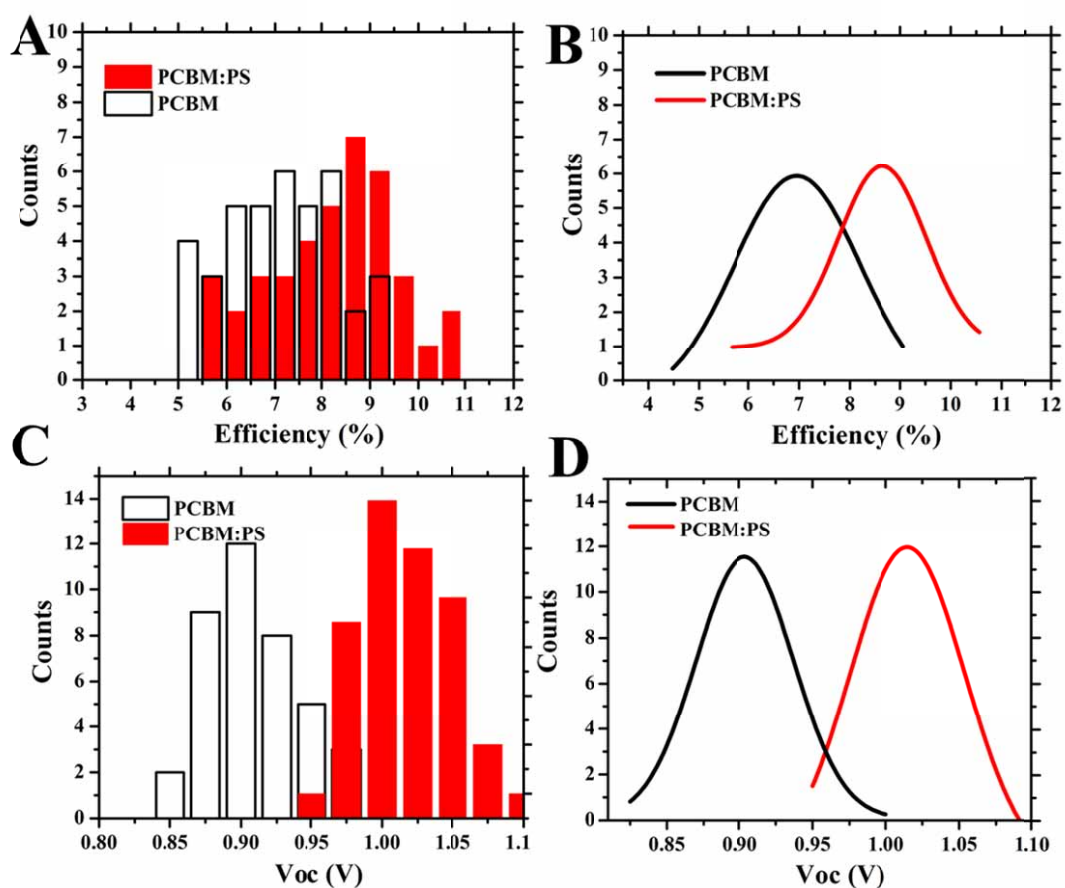 A
10
9
8
7
6
5
4
3
2
1
0
Counts
PCBM:PS
PCBM
3 4 5 6 7 8 9 10 11 12
Efficiency (%)
B
10
9
8
7
6
5
4
3
2
1
0
Counts
PCBM
PCBM:PS
4 5 6 7 8 9 10 11 12
Efficiency (%)
C
14
12
10
8
6
4
2
0
Counts
PCBM
PCBM:PS
0.80 0.85 0.90 0.95 1.00 1.05 1.1
Voc (V)
D
14
12
10
8
6
4
2
0
Counts
PCBM
PCBM:PS
0.85 0.90 0.95 1.00 1.05 1.10
Voc (V)